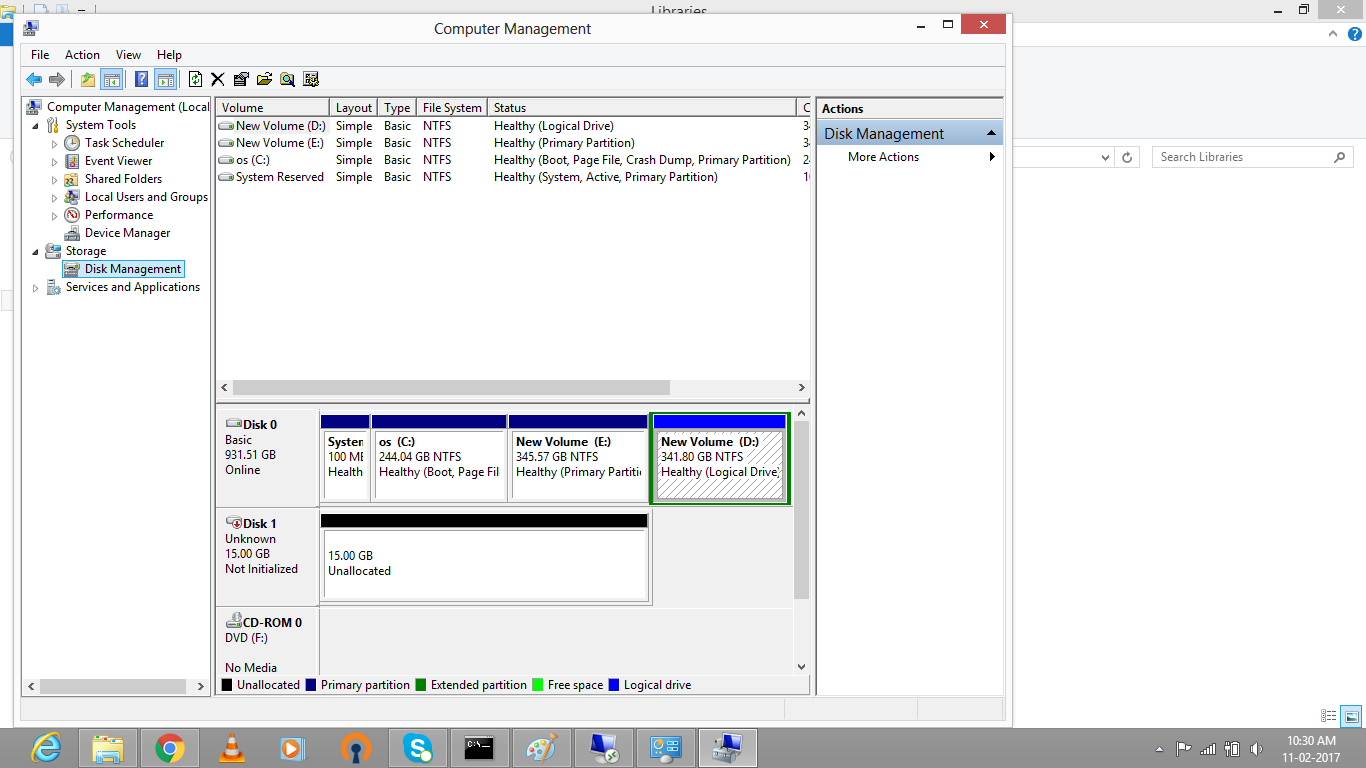 Libraries
Computer Management
File Action View Help
Computer Management (Local
System Tools
Task Scheduler
Event Viewer
Shared Folders
Local Users and Groups
Performance
Device Manager
Storage
Disk Management
Services and Applications
Volume Layout Type File System Status C
New Volume (D:) Simple Basic NTFS Healthy (Logical Drive) 34
New Volume (E:) Simple Basic NTFS Healthy (Primary Partition) 34
os (C:) Simple Basic NTFS Healthy (Boot, Page File, Crash Dump, Primary Partition) 24
System Reserved Simple Basic NTFS Healthy (System, Active, Primary Partition) 10
Actions
Disk Management
More Actions
Search Libraries
Disk 0
Basic
931.51 GB
Online
System
100 MB
Health
os (C:)
244.04 GB NTFS
Healthy (Boot, Page Fil
New Volume (E:)
345.57 GB NTFS
Healthy (Primary Partitio
New Volume (D:)
341.80 GB NTFS
Healthy (Logical Drive)
Disk 1
Unknown
15.00 GB
Not Initialized
15.00 GB
Unallocated
CD-ROM 0
DVD (F:)
No Media
Unallocated Primary partition Extended partition Free space Logical drive
10:30 AM
11-02-2017